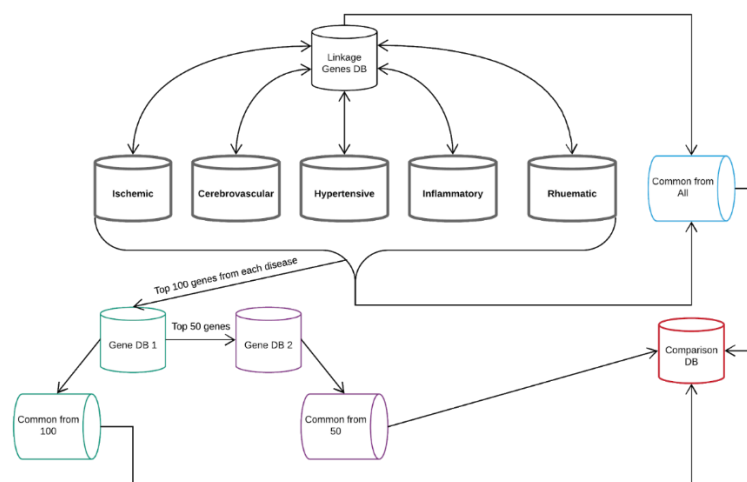 Linkage
Genes DB
Ischemic
Cerebrovascular
Hypertensive
Inflammatory
Rhuematic
Common from
All
Top 100 genes from each disease
Gene DB 1
Top 50 genes
Gene DB 2
Comparison
DB
Common from
100
Common from
50